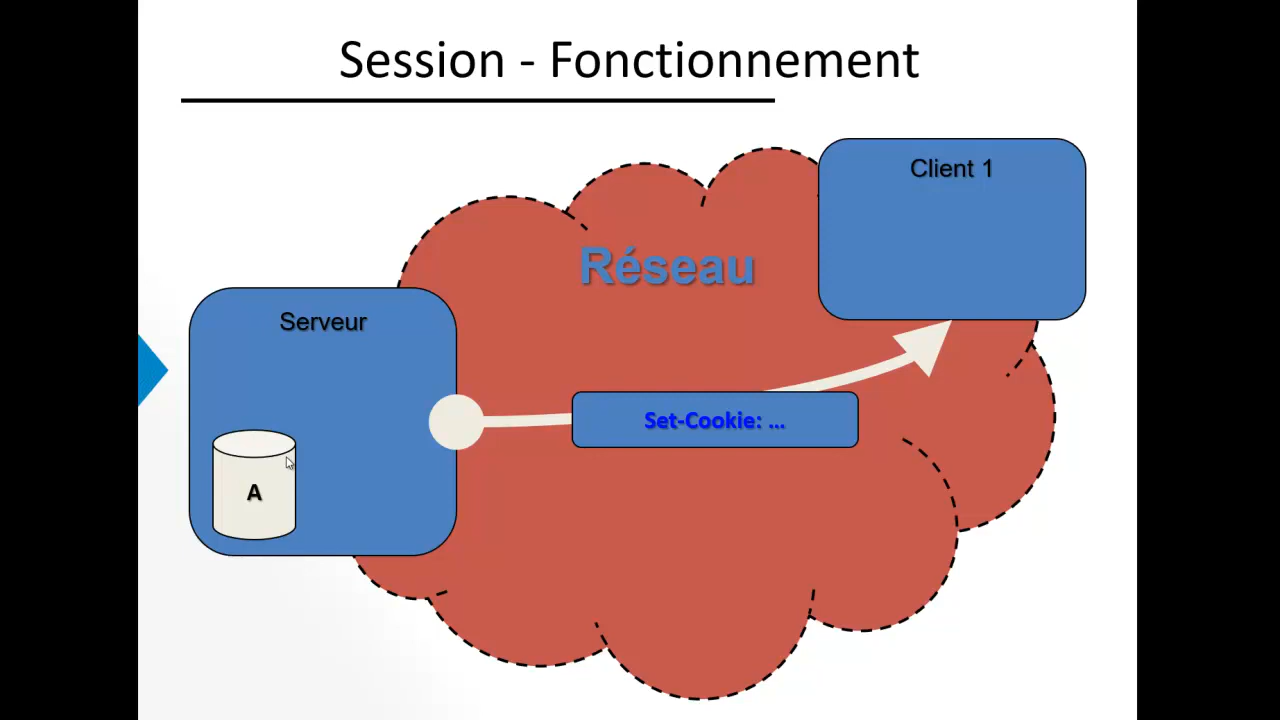 Session - Fonctionnement
Client 1
Réseau
Serveur
Set-Cookie: ...
A